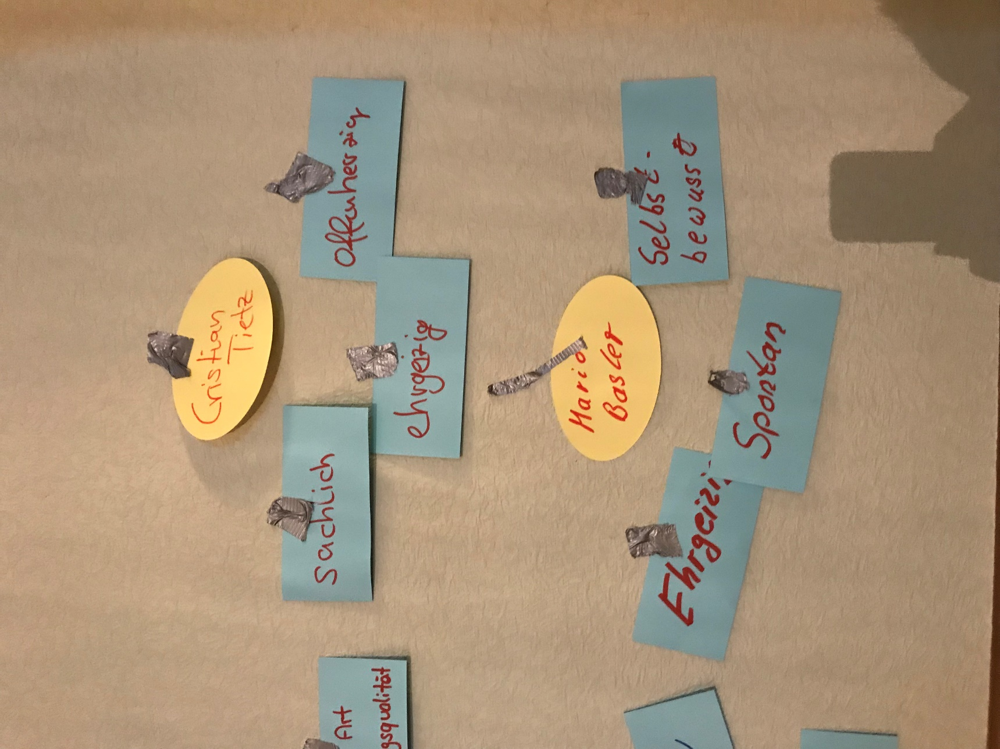 Cristian
Tietz
sachlich
ehrgeizig
Offenherzig
Art
gsqualität
Mario
Basler
Ehrgeizi
Spontan
Selbst-
bewusst